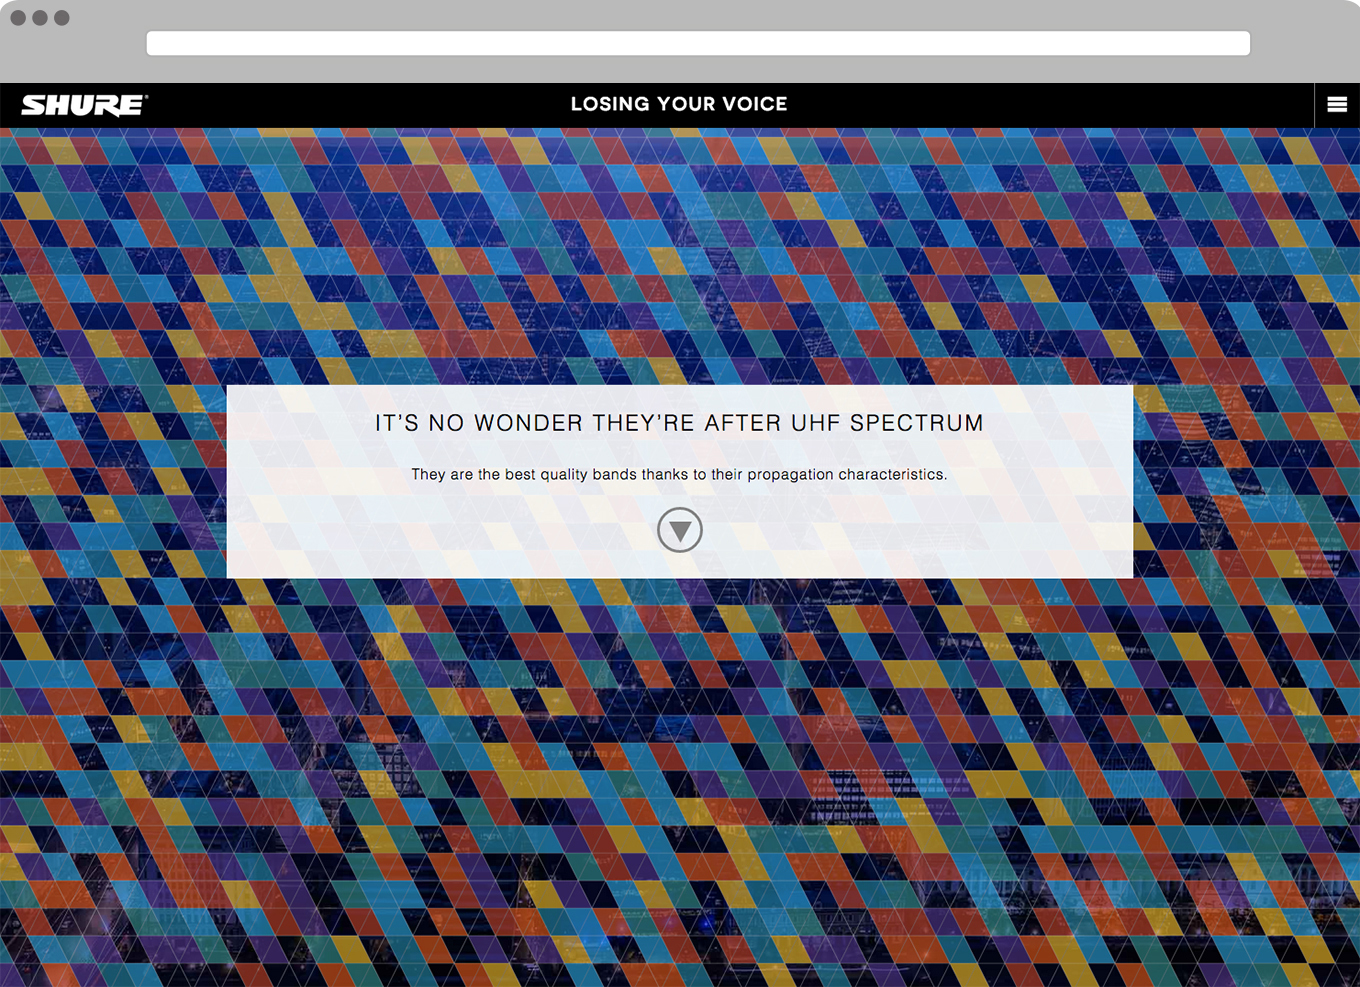 SHURE
LOSING YOUR VOICE
IT’S NO WONDER THEY’RE AFTER UHF SPECTRUM
They are the best quality bands thanks to their propagation characteristics.